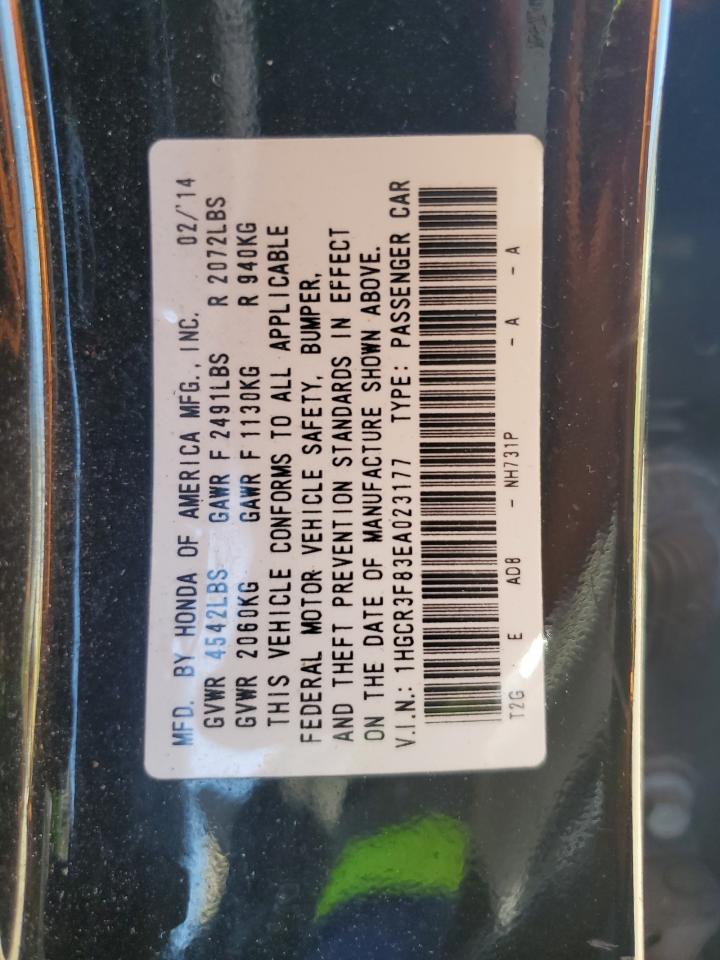 MFD. BY HONDA OF AMERICA MFG., INC. 02/'14
GVWR 4542LBS GAWR F 2491LBS R 2072LBS
GVWR 2060KG GAWR F 1130KG R 940KG
THIS VEHICLE CONFORMS TO ALL APPLICABLE
FEDERAL MOTOR VEHICLE SAFETY, BUMPER,
AND THEFT PREVENTION STANDARDS IN EFFECT
ON THE DATE OF MANUFACTURE SHOWN ABOVE.
V.I.N.: 1HGCR3F83EA023177 TYPE: PASSENGER CAR
T2G E AD8 - NH731P - A - A